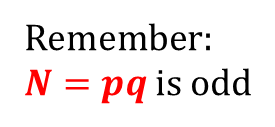 Remember:
N = pq is odd